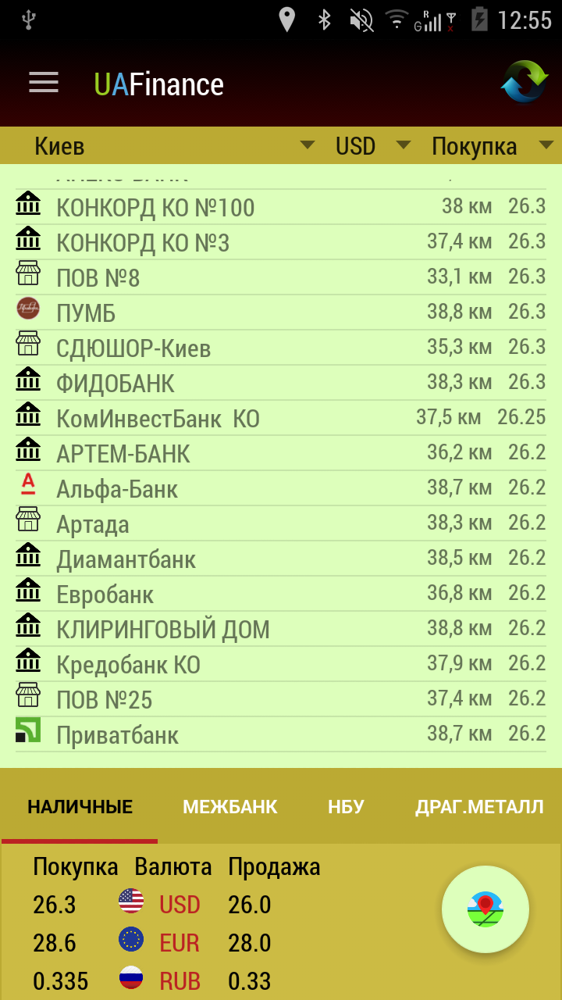 12:55
UAFinance
Киев USD Покупка
КОНКОРД КО №100 38 км 26.3
КОНКОРД КО №3 37,4 км 26.3
ПОВ №8 33,1 км 26.3
ПУМБ 38,8 км 26.3
СДЮШОР-Киев 35,3 км 26.3
ФИДОБАНК 38,3 км 26.3
КомИнвестБанк КО 37,5 км 26.25
АРТЕМ-БАНК 36,2 км 26.2
Альфа-Банк 38,7 км 26.2
Артада 38,3 км 26.2
Диамантбанк 38,5 км 26.2
Евробанк 36,8 км 26.2
КЛИРИНГОВЫЙ ДОМ 38,8 км 26.2
Кредобанк КО 37,9 км 26.2
ПОВ №25 37,4 км 26.2
Приватбанк 38,7 км 26.2
НАЛИЧНЫЕ МЕЖБАНК НБУ ДРАГ.МЕТАЛЛ
Покупка Валюта Продажа
26.3 USD 26.0
28.6 EUR 28.0
0.335 RUB 0.33